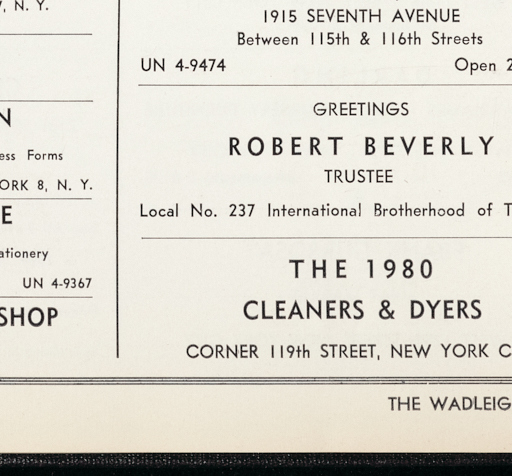 N. Y.
N
ess Forms
ORK 8, N. Y.
E
ationery
UN 4-9367
SHOP
1915 SEVENTH AVENUE
Between 115th & 116th Streets
UN 4-9474 Open 2
GREETINGS
ROBERT BEVERLY
TRUSTEE
Local No. 237 International Brotherhood of T
THE 1980
CLEANERS & DYERS
CORNER 119th STREET, NEW YORK C
THE WADLEIG